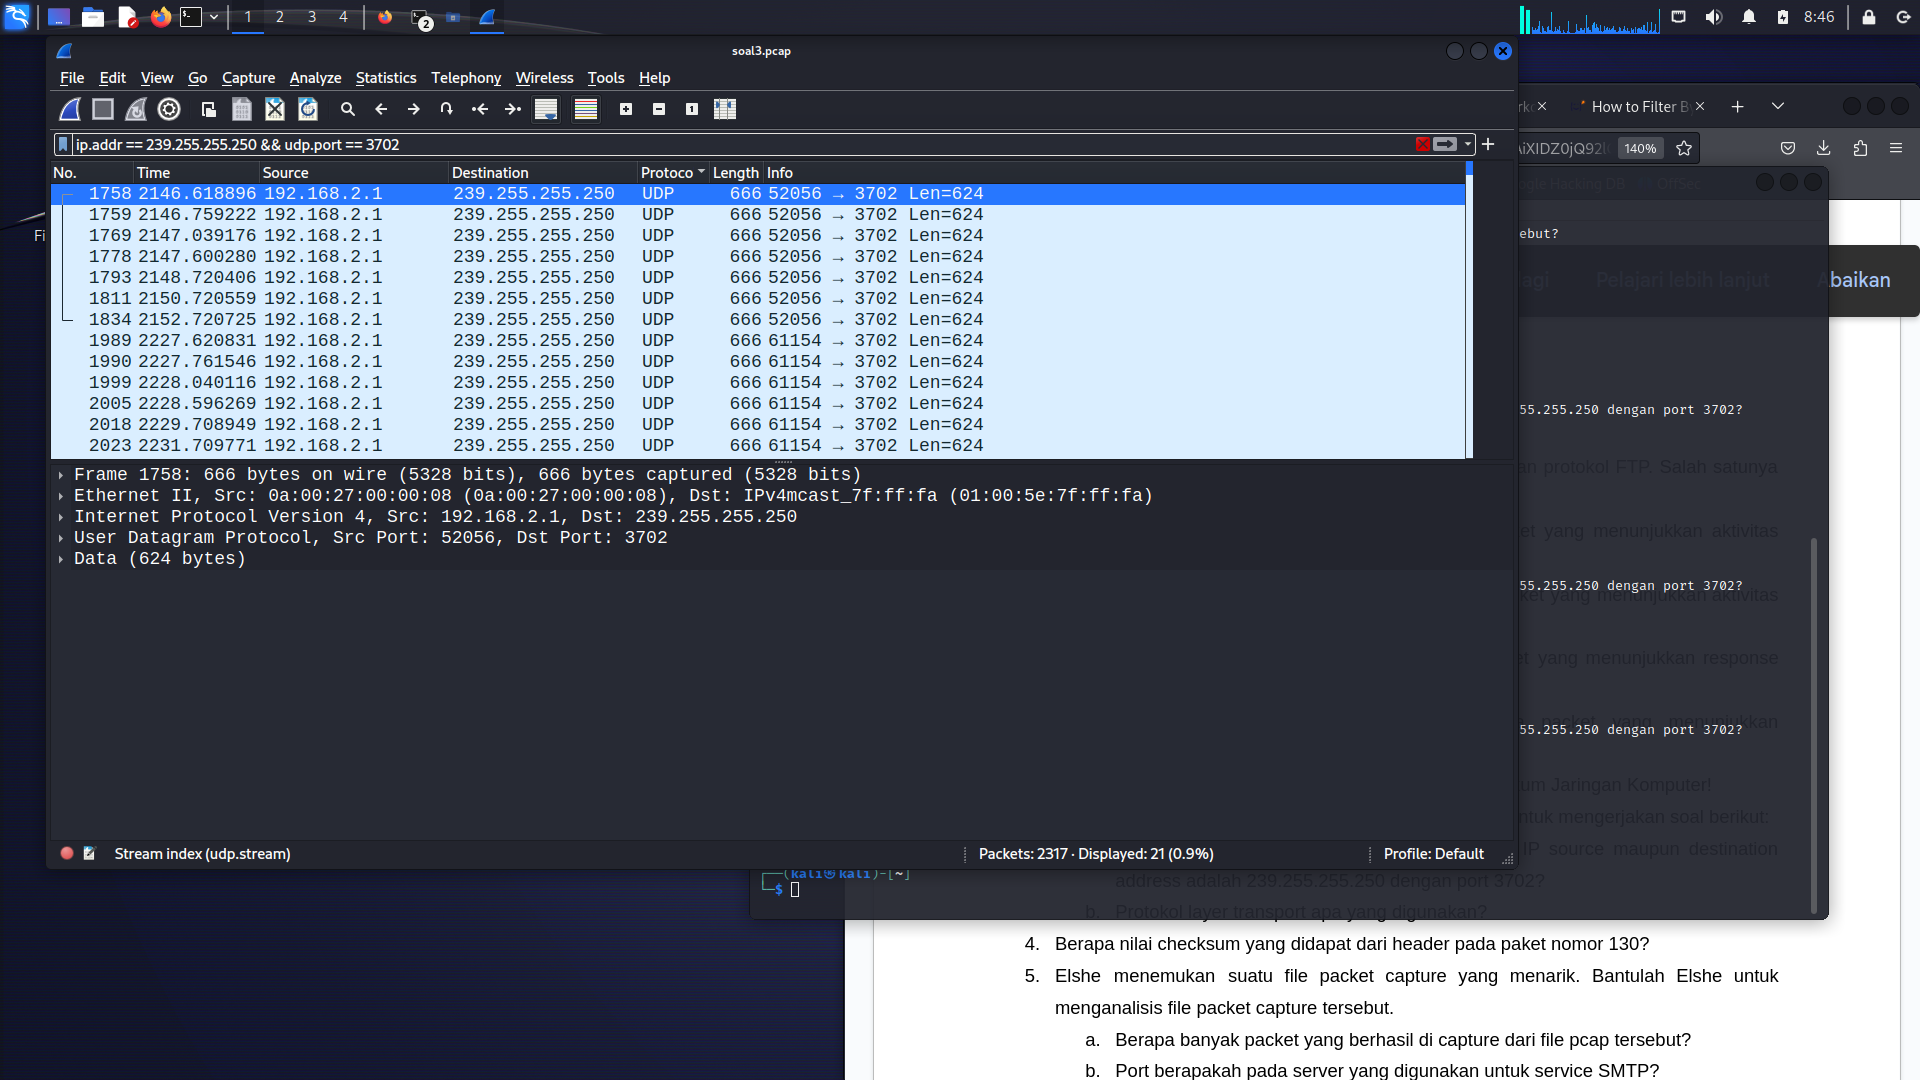 1 2 3 4
2
8:46
soal3.pcap
File Edit View Go Capture Analyze Statistics Telephony Wireless Tools Help
ip.addr == 239.255.255.250 && udp.port == 3702
No. Time Source Destination Protoco Length Info
1758 2146.618896 192.168.2.1 239.255.255.250 UDP 666 52056 → 3702 Len=624
1759 2146.759222 192.168.2.1 239.255.255.250 UDP 666 52056 → 3702 Len=624
1769 2147.039176 192.168.2.1 239.255.255.250 UDP 666 52056 → 3702 Len=624
1778 2147.600280 192.168.2.1 239.255.255.250 UDP 666 52056 → 3702 Len=624
1793 2148.720406 192.168.2.1 239.255.255.250 UDP 666 52056 → 3702 Len=624
1811 2150.720559 192.168.2.1 239.255.255.250 UDP 666 52056 → 3702 Len=624
1834 2152.720725 192.168.2.1 239.255.255.250 UDP 666 52056 → 3702 Len=624
1989 2227.620831 192.168.2.1 239.255.255.250 UDP 666 61154 → 3702 Len=624
1990 2227.761546 192.168.2.1 239.255.255.250 UDP 666 61154 → 3702 Len=624
1999 2228.040116 192.168.2.1 239.255.255.250 UDP 666 61154 → 3702 Len=624
2005 2228.596269 192.168.2.1 239.255.255.250 UDP 666 61154 → 3702 Len=624
2018 2229.708949 192.168.2.1 239.255.255.250 UDP 666 61154 → 3702 Len=624
2023 2231.709771 192.168.2.1 239.255.255.250 UDP 666 61154 → 3702 Len=624
Frame 1758: 666 bytes on wire (5328 bits), 666 bytes captured (5328 bits)
Ethernet II, Src: 0a:00:27:00:00:08 (0a:00:27:00:00:08), Dst: IPv4mcast_7f:ff:fa (01:00:5e:7f:ff:fa)
Internet Protocol Version 4, Src: 192.168.2.1, Dst: 239.255.255.250
User Datagram Protocol, Src Port: 52056, Dst Port: 3702
Data (624 bytes)
Stream index (udp.stream)
Packets: 2317 · Displayed: 21 (0.9%)
Profile: Default
Fi
How to Filter B
140%
Hacking DB OffSec
ebut?
lagi Pelajari lebih lanjut Abaikan
55.255.250 dengan port 3702?
an protokol FTP. Salah satunya
et yang menunjukkan aktivitas
55.255.250 dengan port 3702?
ket yang menunjukkan aktivitas
et yang menunjukkan response
packet yang menunjukkan
55.255.250 dengan port 3702?
um Jaringan Komputer!
ntuk mengerjakan soal berikut:
IP source maupun destination
(kali㉿kali)-[~]
$
address adalah 239.255.255.250 dengan port 3702?
b. Protokol layer transport apa yang digunakan?
4. Berapa nilai checksum yang didapat dari header pada paket nomor 130?
5. Elshe menemukan suatu file packet capture yang menarik. Bantulah Elshe untuk
menganalisis file packet capture tersebut.
a. Berapa banyak packet yang berhasil di capture dari file pcap tersebut?
b. Port berapakah pada server yang digunakan untuk service SMTP?